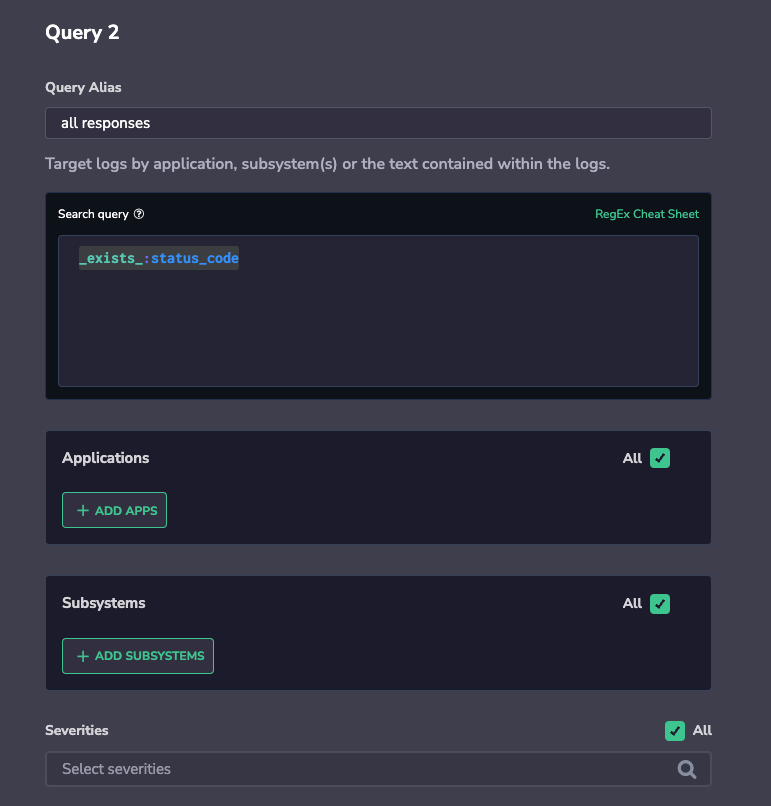 Query 2
Query Alias
all responses
Target logs by application, subsystem(s) or the text contained within the logs.
Search query ?
RegEx Cheat Sheet
_exists_:status_code
Applications
All
+ ADD APPS
Subsystems
All
+ ADD SUBSYSTEMS
Severities
All
Select severities